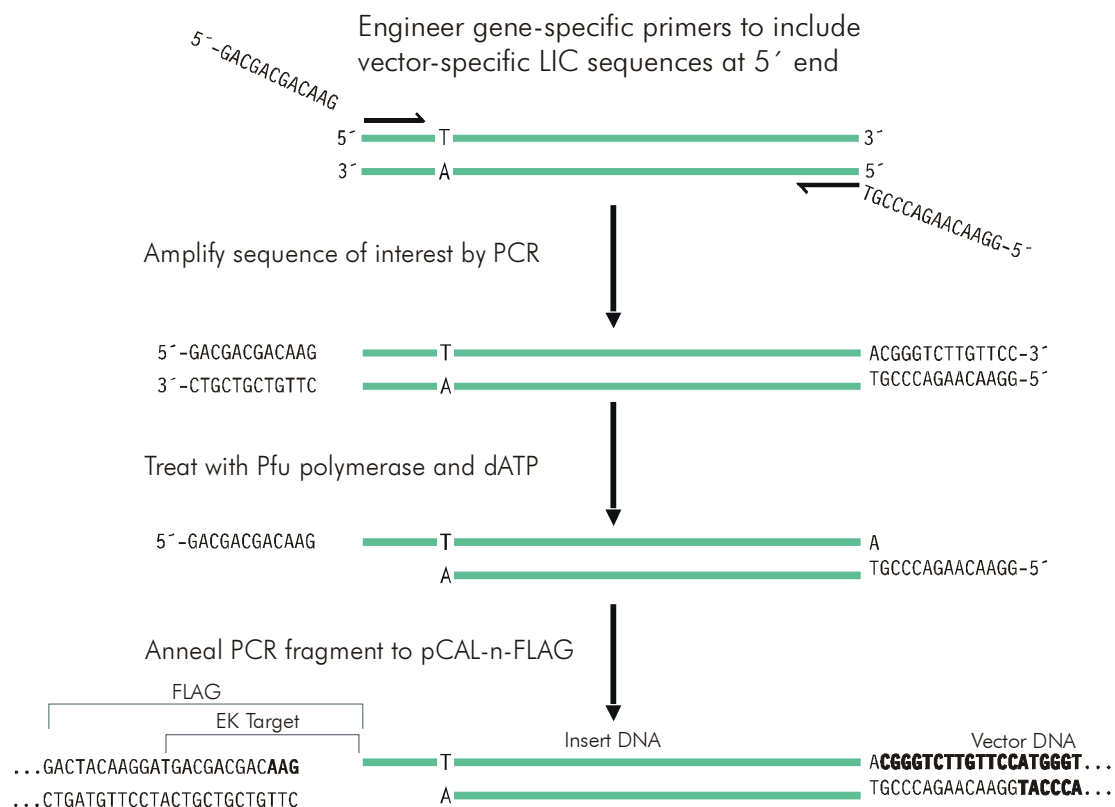 Engineer gene-specific primers to include
vector-specific LIC sequences at 5´ end
5´-GACGACGACAAG
5´ T 3´
3´ A 5´
TGCCCAGAACAAGG-5´
Amplify sequence of interest by PCR
5´-GACGACGACAAG T ACGGGTCTTGTTCC-3´
3´-CTGCTGCTGTTC A TGCCCAGAACAAGG-5´
Treat with Pfu polymerase and dATP
5´-GACGACGACAAG T A
A TGCCCAGAACAAGG-5´
Anneal PCR fragment to pCAL-n-FLAG
FLAG
EK Target
Insert DNA
Vector DNA
...GACTACAAGGATGACGACGACAAG T ACGGGTCTTGTTCCATGGGT...
...CTGATGTTCCTACTGCTGCTGTTC A TGCCCAGAACAAGGTACCCA...